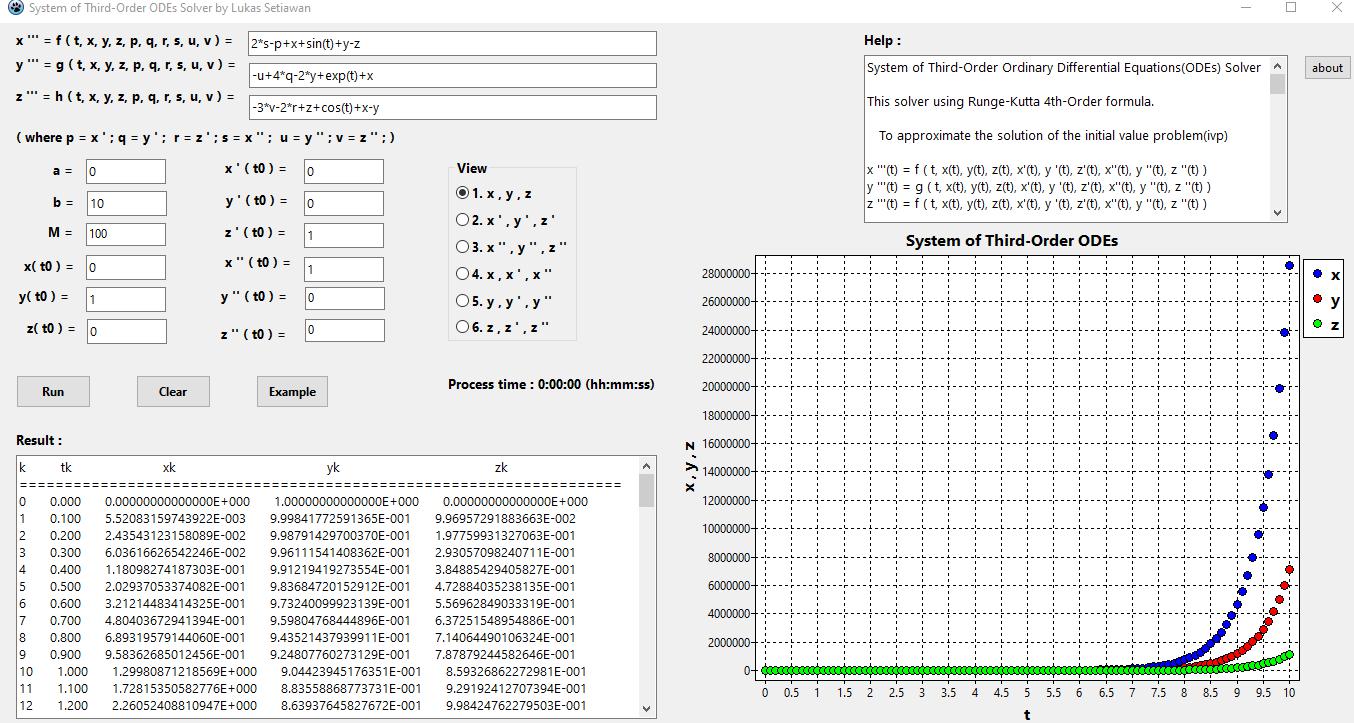 System of Third-Order ODEs Solver by Lukas Setiawan
x ''' = f ( t, x, y, z, p, q, r, s, u, v ) = 2*s-p+x+sin(t)+y-z
y ''' = g ( t, x, y, z, p, q, r, s, u, v ) = -u+4*q-2*y+exp(t)+x
z ''' = h ( t, x, y, z, p, q, r, s, u, v ) = -3*v-2*r+z+cos(t)+x-y
( where p = x ' ; q = y ' ; r = z ' ; s = x '' ; u = y '' ; v = z '' ; )
a = 0
b = 10
M = 100
x( t0 ) = 0
y( t0 ) = 1
z( t0 ) = 0
x ' ( t0 ) = 0
y ' ( t0 ) = 0
z ' ( t0 ) = 1
x '' ( t0 ) = 1
y '' ( t0 ) = 0
z '' ( t0 ) = 0
View
1. x , y , z
2. x ' , y ' , z '
3. x '' , y '' , z ''
4. x , x ' , x ''
5. y , y ' , y ''
6. z , z ' , z ''
Run Clear Example
Process time : 0:00:00 (hh:mm:ss)
Result :
k tk xk yk zk
==========================================================================
0 0.000 0.00000000000000E+000 1.00000000000000E+000 0.00000000000000E+000
1 0.100 5.52083159743922E-003 9.99841772591365E-001 9.96957291883663E-002
2 0.200 2.43543123158089E-002 9.98791429700370E-001 1.97759931327063E-001
3 0.300 6.03616626542246E-002 9.96111541408362E-001 2.93057098240711E-001
4 0.400 1.18098274187303E-001 9.91219419273554E-001 3.84885429405827E-001
5 0.500 2.02937053374082E-001 9.83684720152912E-001 4.72884035238135E-001
6 0.600 3.21214483414325E-001 9.73240099923139E-001 5.56962849033319E-001
7 0.700 4.80403671942914E-001 9.59804768444896E-001 6.37251548954888E-001
8 0.800 6.89319579144060E-001 9.43521437939911E-001 7.14064490106324E-001
9 0.900 9.58362685012456E-001 9.24807760273129E-001 7.87879244532646E-001
10 1.000 1.29980871218569E+000 9.04423945176351E-001 8.59328686372681E-001
11 1.100 1.72815350582776E+000 8.83558868773731E-001 9.29192412707394E-001
12 1.200 2.26052408810947E+000 8.63937645827672E-001 9.98424762279503E-001
Help :
System of Third-Order Ordinary Differential Equations(ODEs) Solver
This solver using Runge-Kutta 4th-Order formula.
To approximate the solution of the initial value problem(ivp)
x '''(t) = f ( t, x(t), y(t), z(t), x'(t), y '(t), z'(t), x''(t), y ''(t), z ''(t) )
y '''(t) = g ( t, x(t), y(t), z(t), x'(t), y '(t), z'(t), x''(t), y ''(t), z ''(t) )
z '''(t) = f ( t, x(t), y(t), z(t), x'(t), y '(t), z'(t), x''(t), y ''(t), z ''(t) )
about
System of Third-Order ODEs
28000000
26000000
24000000
22000000
20000000
18000000
16000000
14000000
12000000
10000000
8000000
6000000
4000000
2000000
0
x , y , z
0 0.5 1 1.5 2 2.5 3 3.5 4 4.5 5 5.5 6 6.5 7 7.5 8 8.5 9 9.5 10
t
x
y
z